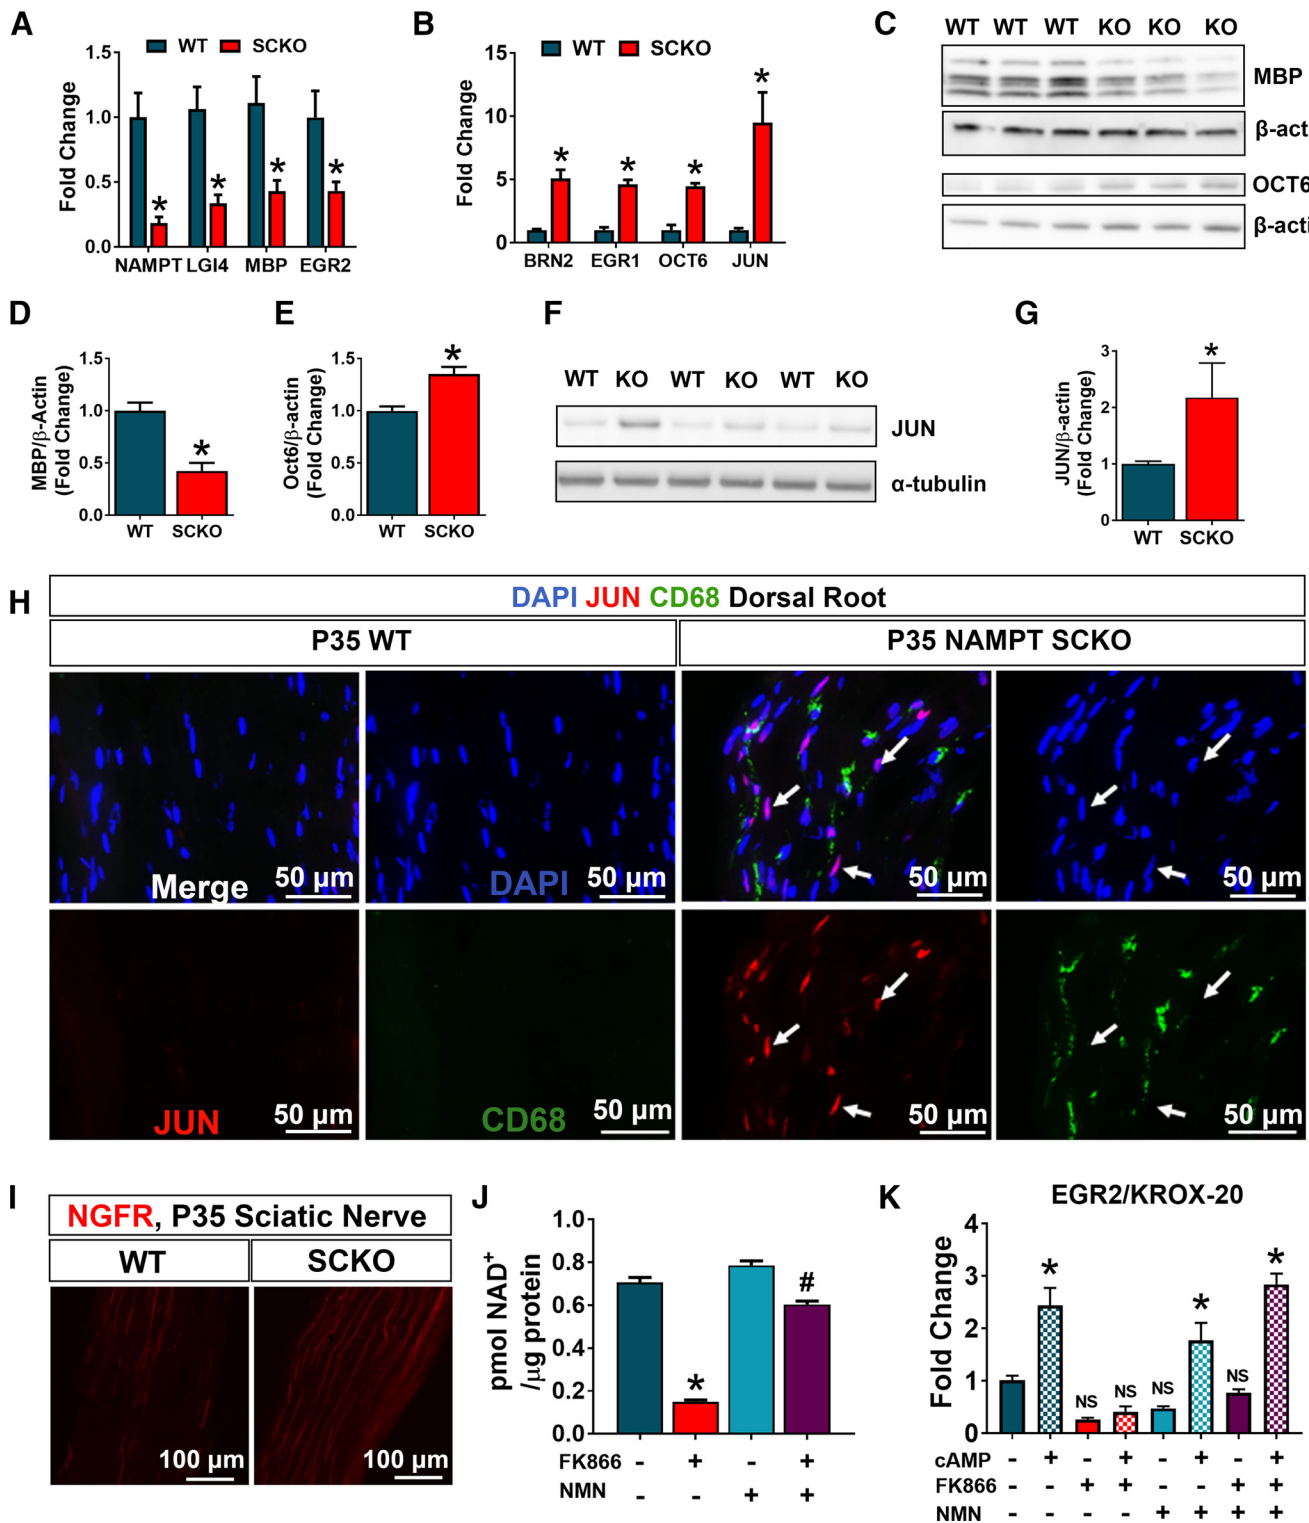 A
WT SCKO
Fold Change
1.5
1.0
0.5
0.0
* * * *
NAMPT LGI4 MBP EGR2
B
WT SCKO
Fold Change
15
10
5
0
* * * *
BRN2 EGR1 OCT6 JUN
C
WT WT WT KO KO KO
MBP
β-act
OCT6
β-acti
D
MBP/β-Actin
(Fold Change)
1.5
1.0
0.5
0.0
*
WT SCKO
E
Oct6/β-actin
(Fold Change)
1.5
1.0
0.5
0.0
*
WT SCKO
F
WT KO WT KO WT KO
JUN
α-tubulin
G
JUN/β-actin
(Fold Change)
3
2
1
0
*
WT SCKO
H
DAPI JUN CD68 Dorsal Root
P35 WT
P35 NAMPT SCKO
Merge 50 µm
DAPI 50 µm
50 µm
50 µm
JUN 50 µm
CD68 50 µm
50 µm
50 µm
I
NGFR, P35 Sciatic Nerve
WT SCKO
100 µm
100 µm
J
pmol NAD+
/µg protein
1.0
0.8
0.6
0.4
0.2
0.0
* #
FK866 - + - +
NMN - - + +
K
EGR2/KROX-20
Fold Change
4
3
2
1
0
* NS NS NS * NS *
cAMP - + - + - + - +
FK866 - - + + - - + +
NMN - - - - + + + +